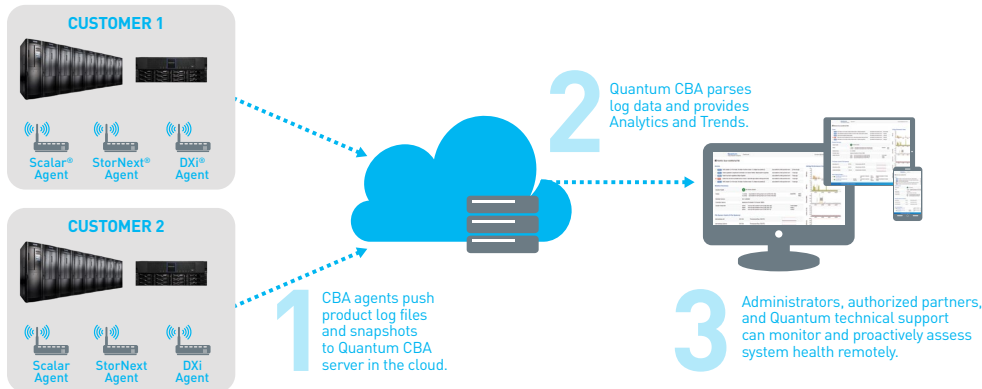 CUSTOMER 1
Scalar®
Agent
StorNext®
Agent
DXi®
Agent
CUSTOMER 2
Scalar
Agent
StorNext
Agent
DXi
Agent
1
CBA agents push
product log files
and snapshots
to Quantum CBA
server in the cloud.
2
Quantum CBA parses
log data and provides
Analytics and Trends.
3
Administrators, authorized partners,
and Quantum technical support
can monitor and proactively assess
system health remotely.